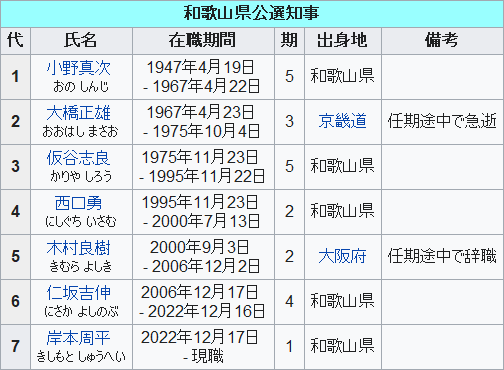 和歌山県公選知事
代 氏名 在職期間 期 出身地 備考
1 小野真次 おの しんじ 1947年4月19日 - 1967年4月22日 5 和歌山県
2 大橋正雄 おおはし まさお 1967年4月23日 - 1975年10月4日 3 京畿道 任期途中で急逝
3 仮谷志良 かりや しろう 1975年11月23日 - 1995年11月22日 5 和歌山県
4 西口勇 にしぐち いさむ 1995年11月23日 - 2000年7月13日 2 和歌山県
5 木村良樹 きむら よしき 2000年9月3日 - 2006年12月2日 2 大阪府 任期途中で辞職
6 仁坂吉伸 にさか よしのぶ 2006年12月17日 - 2022年12月16日 4 和歌山県
7 岸本周平 きしもと しゅうへい 2022年12月17日 - 現職 1 和歌山県